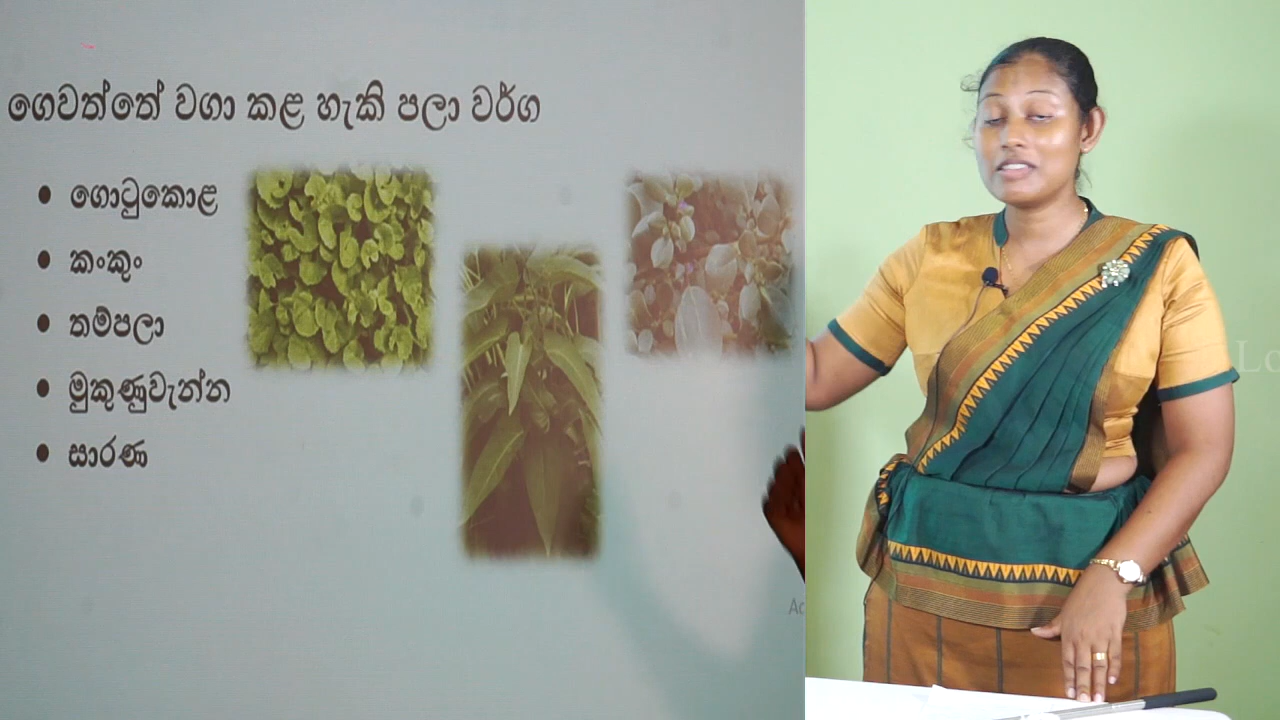 ගෙවත්තේ වගා කළ හැකි පලා වර්ග
• ගොටුකොළ
• කංකුං
• තම්පලා
• මුකුණුවැන්න
• සාරණ